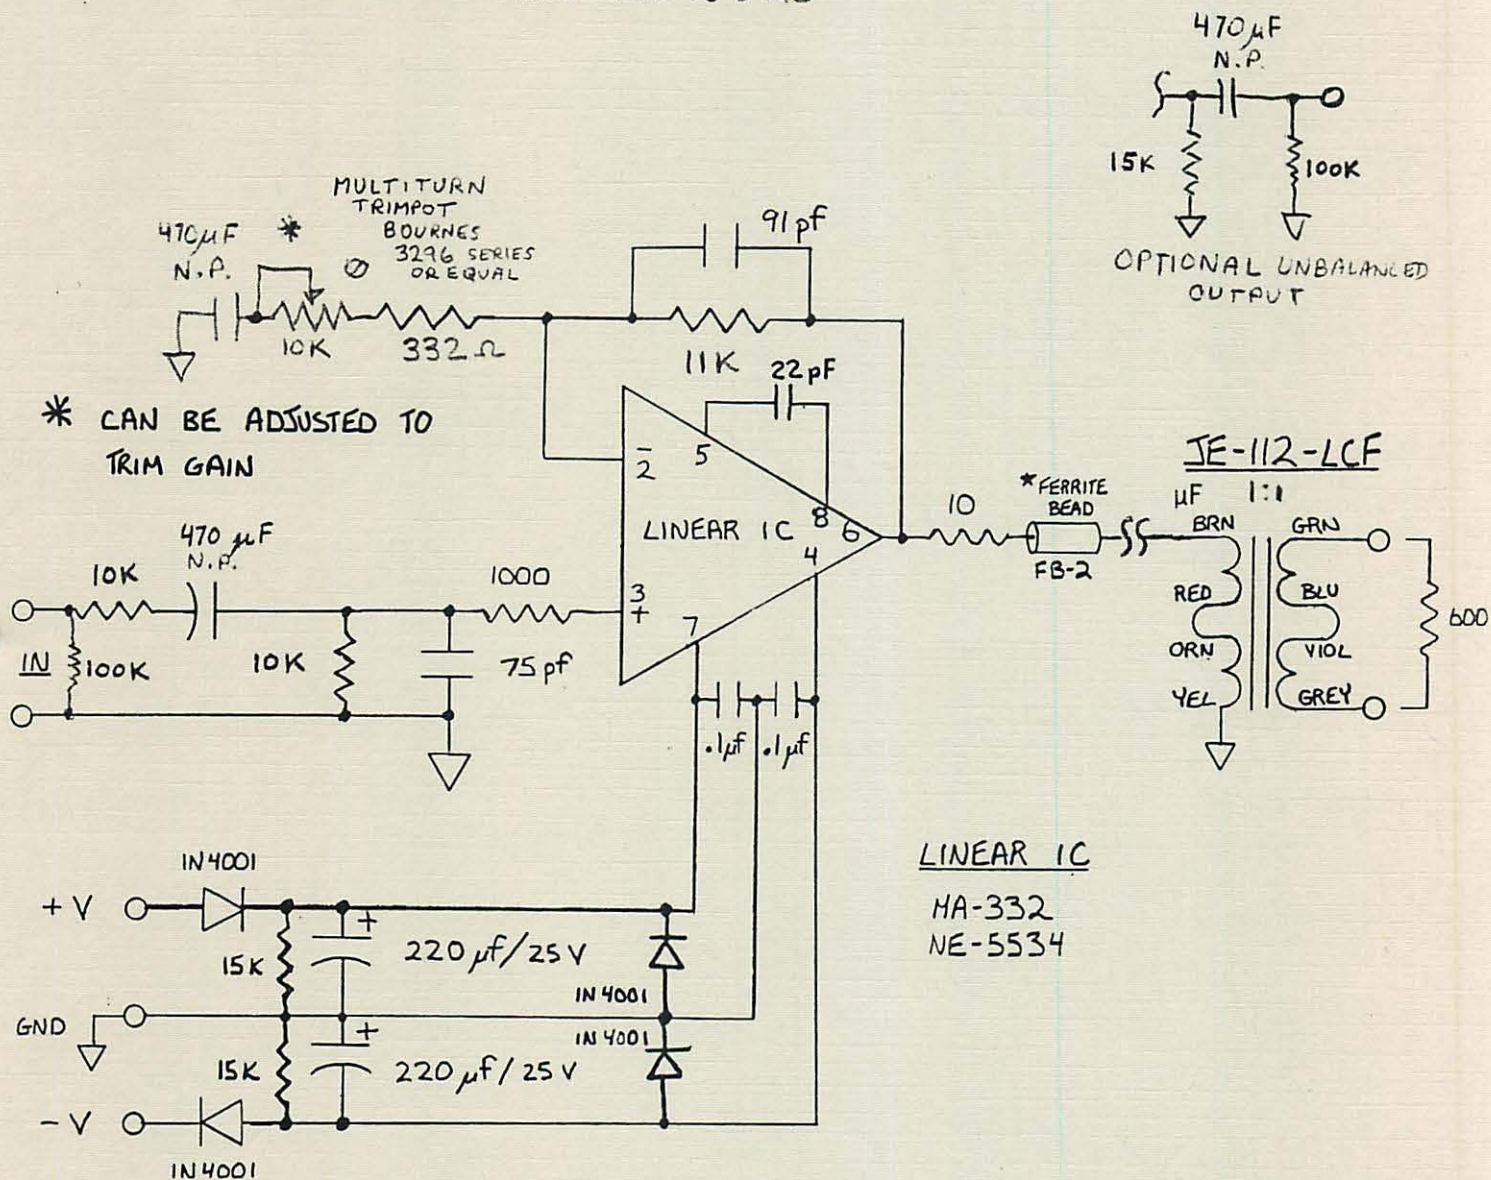 470µF
N.P.
15K
100K
OPTIONAL UNBALANCED
OUTPUT
MULTITURN
TRIMPOT
BOURNES
3296 SERIES
OR EQUAL
470µF
N.P.
*
10K
332Ω
91pf
11K
22pF
* CAN BE ADJUSTED TO
TRIM GAIN
2
-
5
8
6
4
LINEAR IC
3
+
7
470µF
N.P.
10K
1000
IN
100K
10K
75pf
10
*FERRITE
BEAD
FB-2
JE-112-LCF
µF 1:1
BRN
GRN
RED
BLU
ORN
VIOL
YEL
GREY
600
.1µf
.1µf
LINEAR IC
MA-332
NE-5534
IN4001
+V
15K
+
220µf/25V
IN4001
GND
IN4001
15K
+
220µf/25V
-V
IN4001